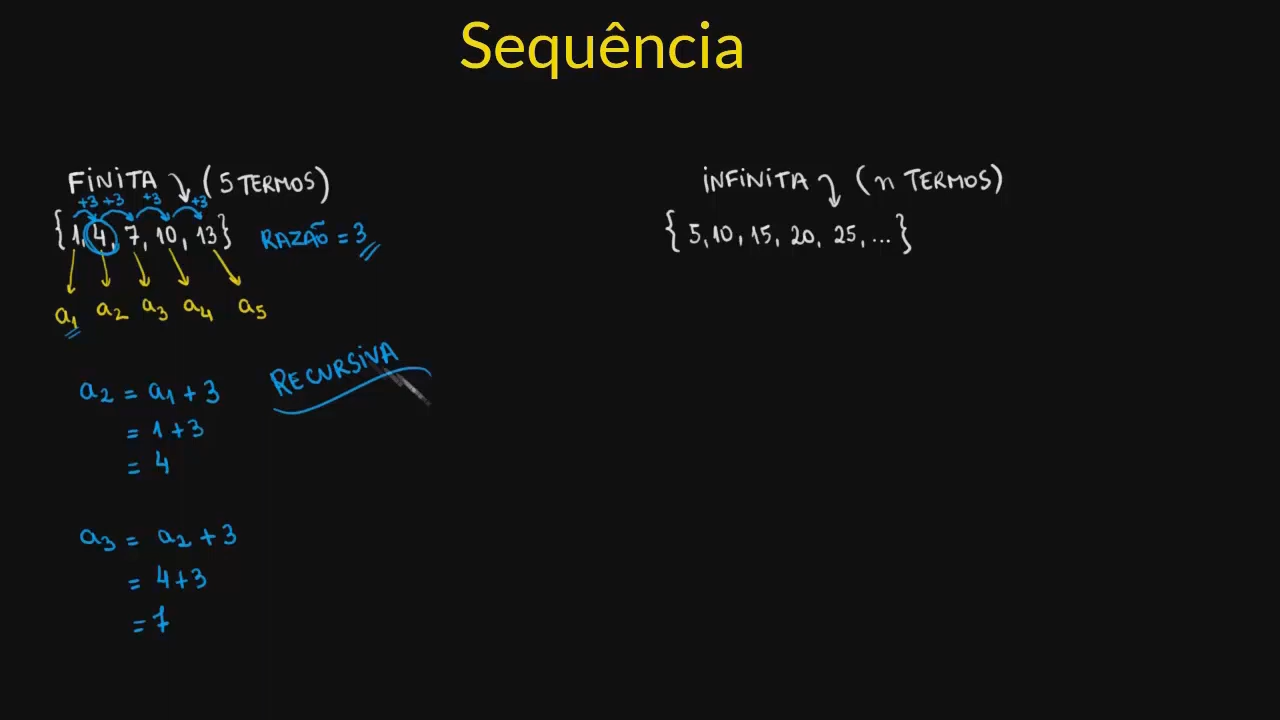 Sequência
FINITA (5 TERMOS)
+3 +3 +3 +3
{1, 4, 7, 10, 13} RAZÃO = 3
a1 a2 a3 a4 a5
RECURSIVA
a2 = a1 + 3
= 1 + 3
= 4
a3 = a2 + 3
= 4 + 3
= 7
INFINITA (n TERMOS)
{5, 10, 15, 20, 25, ...}